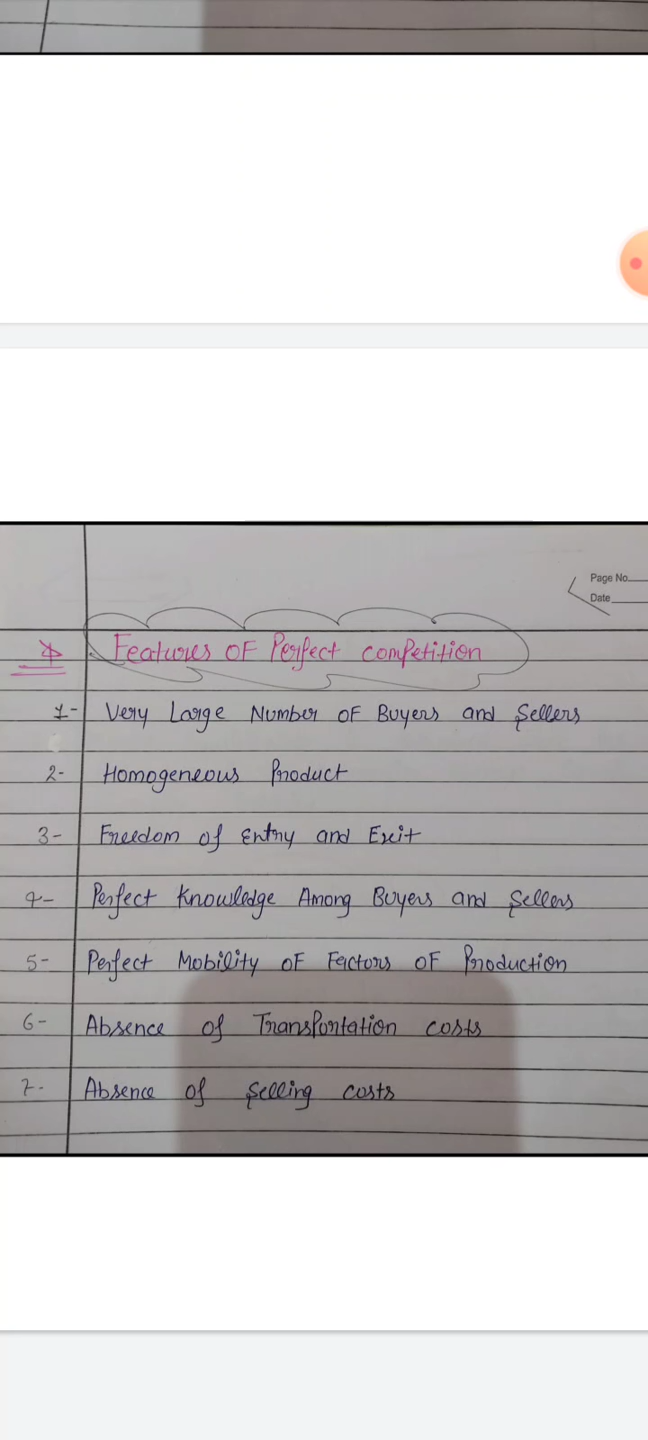 Page No.
Date
Features of Perfect competition
1- Very Large Number of Buyers and Sellers
2- Homogeneous Product
3- Freedom of Entry and Exit
4- Perfect Knowledge Among Buyers and Sellers
5- Perfect Mobility of Factors of Production
6- Absence of Transportation costs
7- Absence of Selling costs